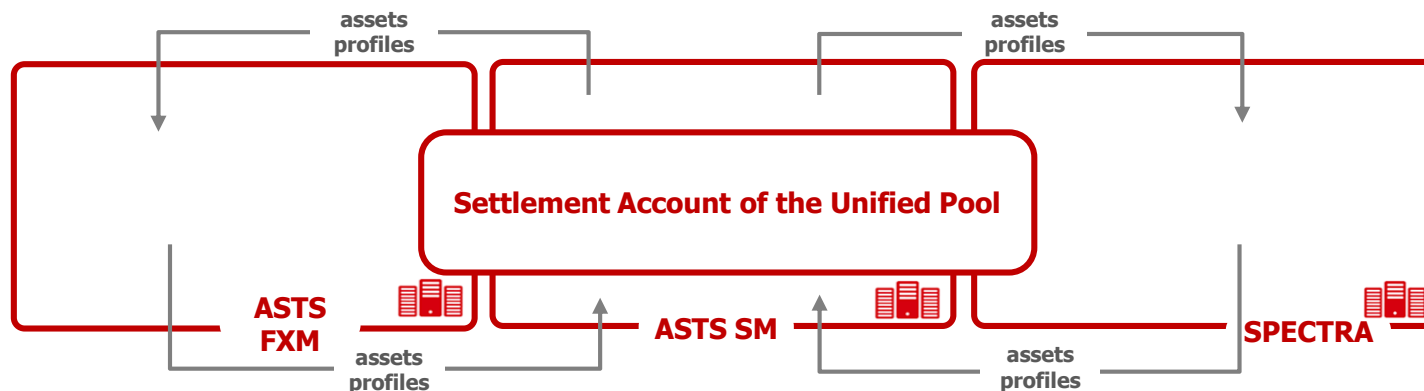 assets
profiles
assets
profiles
Settlement Account of the Unified Pool
ASTS
FXM
ASTS SM
SPECTRA
assets
profiles
assets
profiles